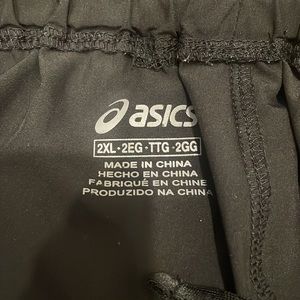 asics
2XL·2EG·TTG·2GG
MADE IN CHINA
HECHO EN CHINA
FABRIQUÉ EN CHINE
PRODUZIDO NA CHINA